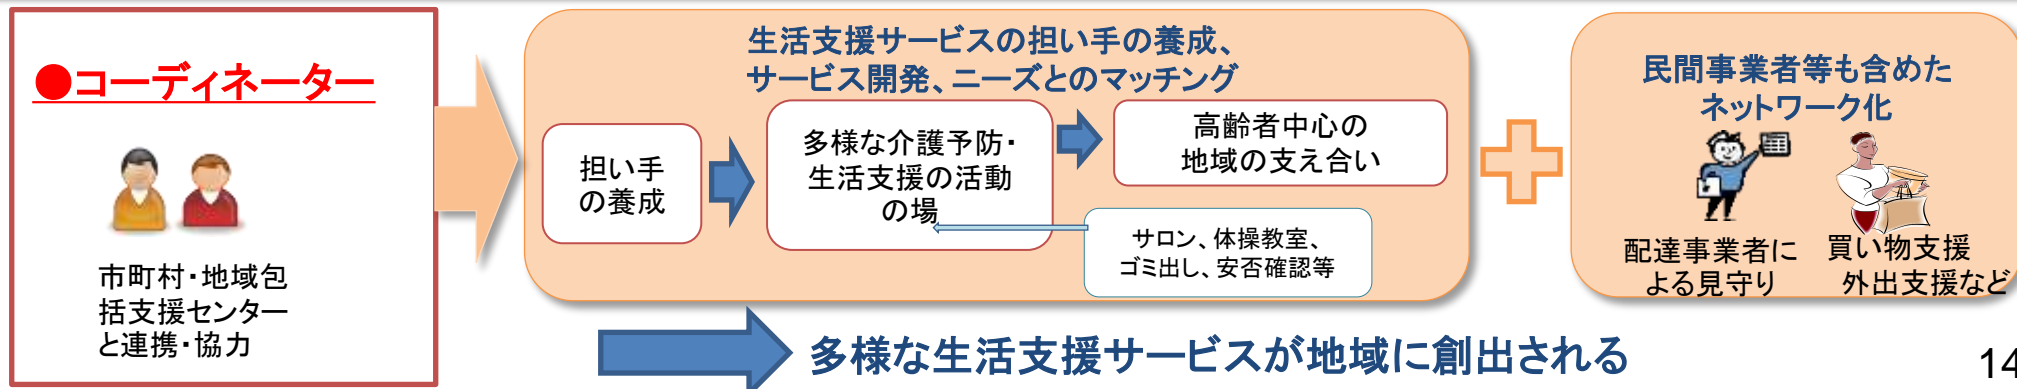 ●コーディネーター
市町村・地域包
括支援センター
と連携・協力
生活支援サービスの担い手の養成、
サービス開発、ニーズとのマッチング
担い手
の養成
多様な介護予防・
生活支援の活動
の場
高齢者中心の
地域の支え合い
サロン、体操教室、
ゴミ出し、安否確認等
民間事業者等も含めた
ネットワーク化
配達事業者に
よる見守り
買い物支援
外出支援など
多様な生活支援サービスが地域に創出される
14